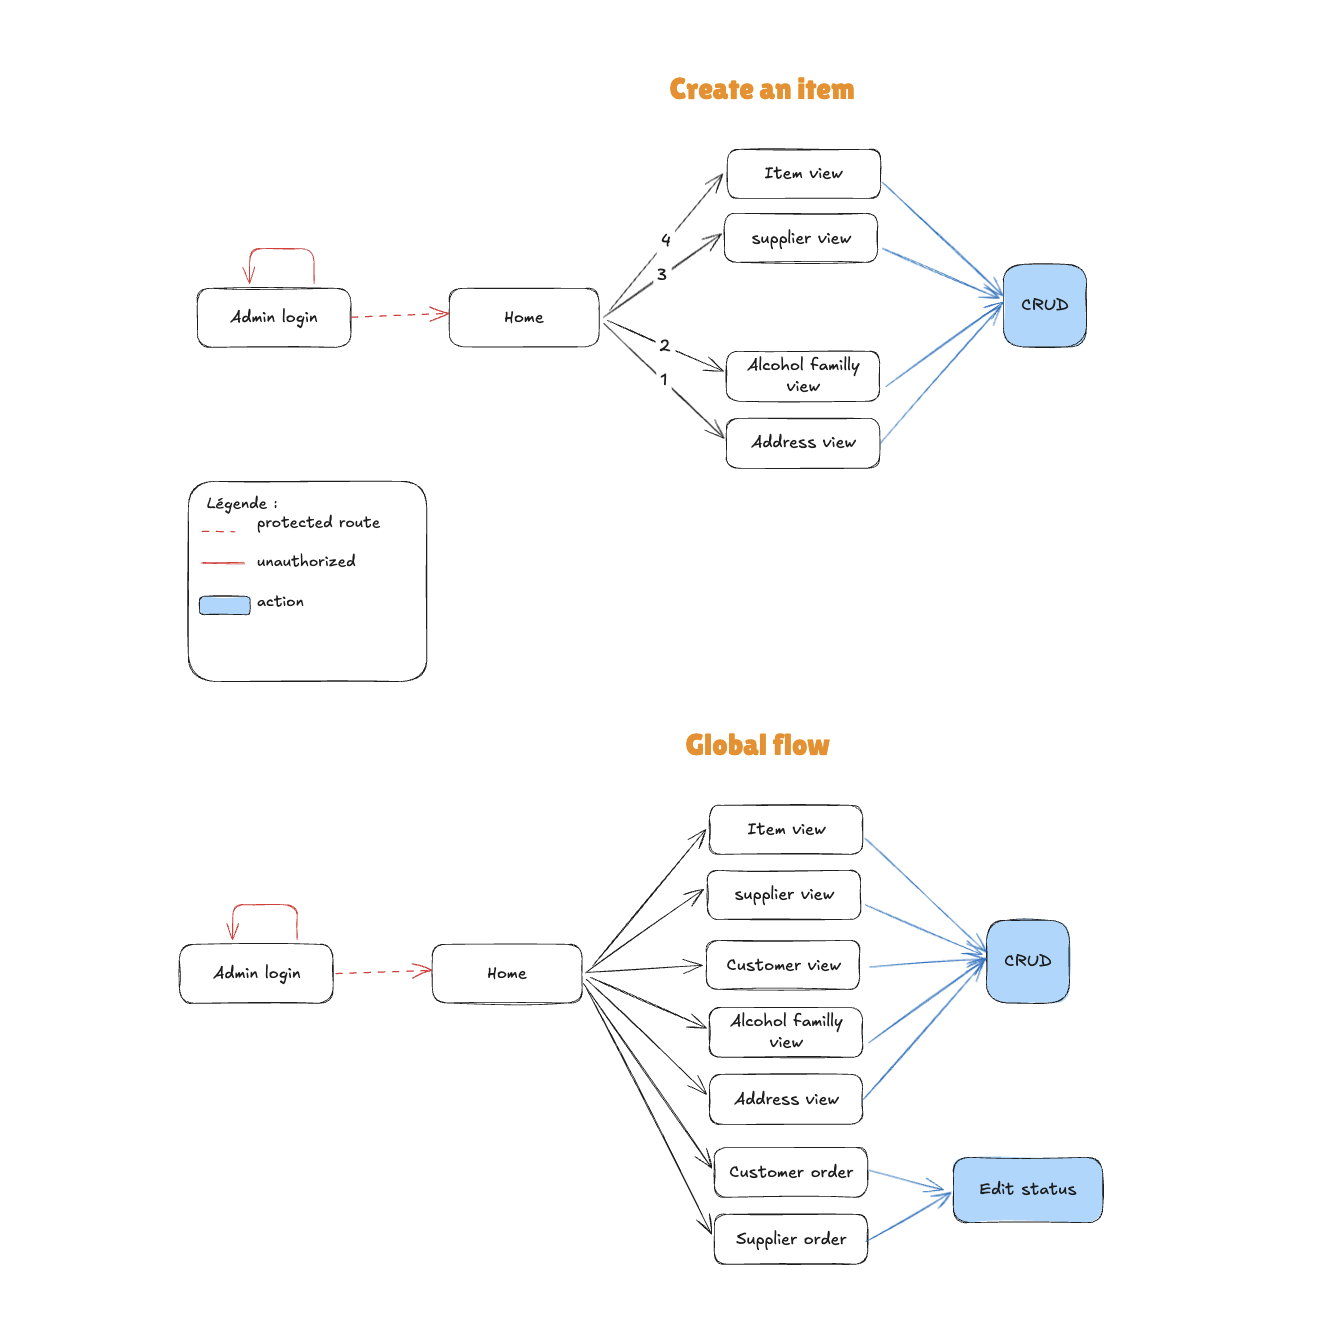 Create an item
Item view
supplier view
4
3
Admin login
Home
CRUD
2
1
Alcohol familly
view
Address view
Légende :
protected route
unauthorized
action
Global flow
Item view
supplier view
Customer view
Admin login
Home
CRUD
Alcohol familly
view
Address view
Customer order
Edit status
Supplier order